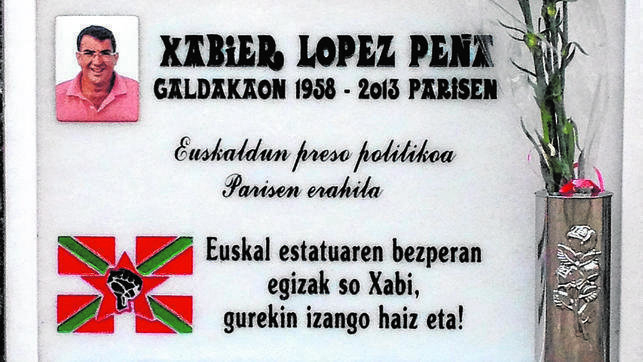 XABiER LOPEZ PEÑA
GALDAKAON 1958 - 2013 PARISEN
Euskaldun preso politikoa
Parisen erahila
Euskal estatuaren bezperan
egizak so Xabi,
gurekin izango haiz eta!